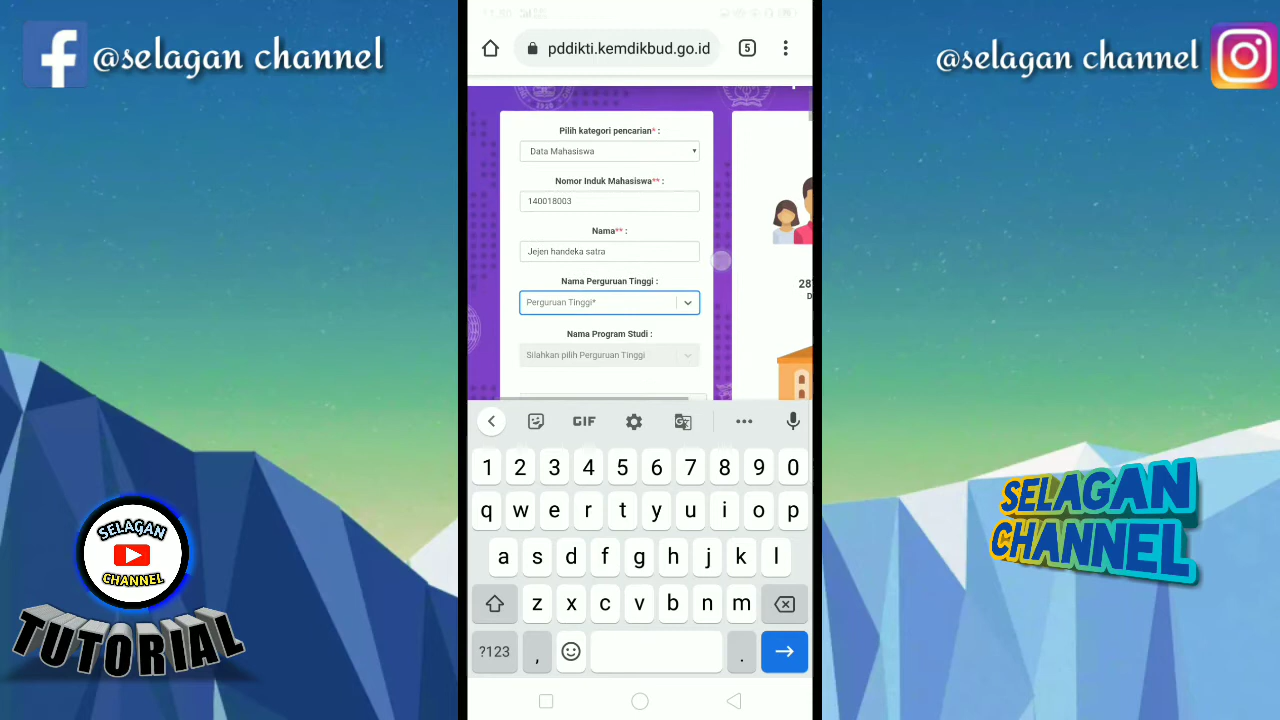 @selagan channel
@selagan channel
pddikti.kemdikbud.go.id
5
Pilih kategori pencarian* :
Data Mahasiswa
Nomor Induk Mahasiswa** :
140018003
Nama** :
Jejen handeka satra
Nama Perguruan Tinggi :
Perguruan Tinggi*
Nama Program Studi :
Silahkan pilih Perguruan Tinggi
GIF
1 2 3 4 5 6 7 8 9 0
q w e r t y u i o p
a s d f g h j k l
z x c v b n m
?123 , .
SELAGAN
CHANNEL
TUTORIAL
SELAGAN
CHANNEL